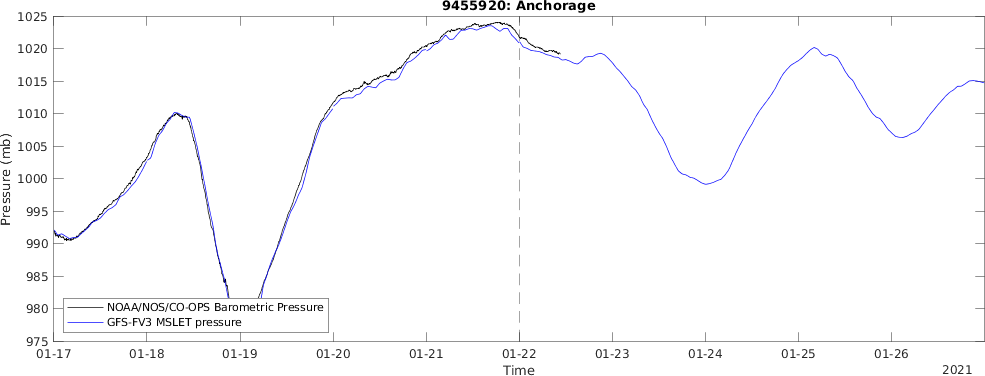 9455920: Anchorage
1025
1020
1015
1010
1005
1000
995
990
985
980
975
Pressure (mb)
NOAA/NOS/CO-OPS Barometric Pressure
GFS-FV3 MSLET pressure
01-17 01-18 01-19 01-20 01-21 01-22 01-23 01-24 01-25 01-26
Time
2021